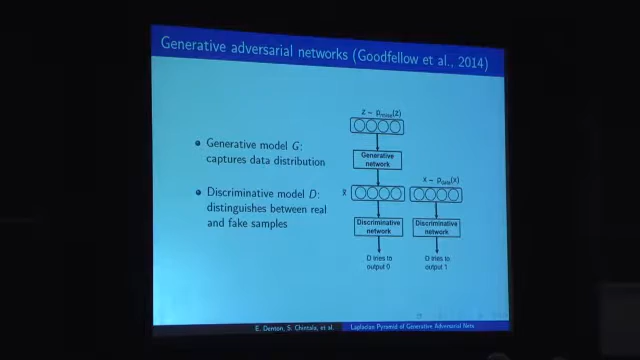 Generative adversarial networks (Goodfellow et al., 2014)
z ~ p_noise(z)
• Generative model G:
captures data distribution
Generative
network
x ~ p_data(x)
x̃
• Discriminative model D:
distinguishes between real
and fake samples
Discriminative
network
Discriminative
network
D tries to
output 0
D tries to
output 1
E. Denton, S. Chintala, et al.
Laplacian Pyramid of Generative Adversarial Nets